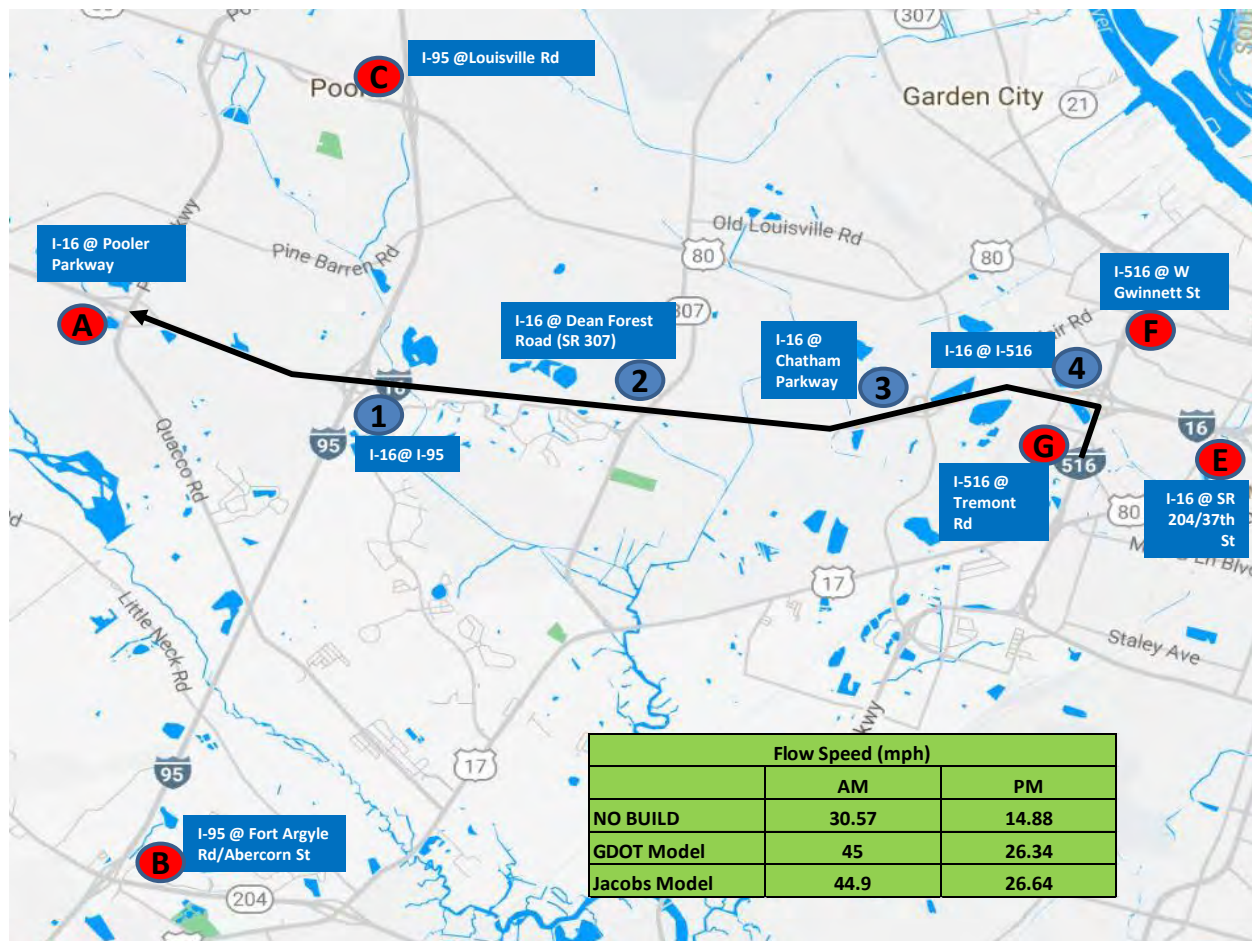 307
C
I-95 @Louisville Rd
Garden City
21
I-16 @ Pooler
Parkway
Old Louisville Rd
80
80
Pine Barren Rd
I-516 @ W
Gwinnett St
A
I-16 @ Dean Forest
Road (SR 307)
307
F
I-16 @
Chatham
Parkway
I-16 @ I-516
2
3
4
1
16
95
I-16@ I-95
Quacco Rd
G
516
E
I-516 @
Tremont
Rd
80
I-16 @ SR
204/37th
St
17
Little Neck Rd
Staley Ave
17
95
Flow Speed (mph)
AM PM
NO BUILD 30.57 14.88
GDOT Model 45 26.34
Jacobs Model 44.9 26.64
I-95 @ Fort Argyle
Rd/Abercorn St
B
204